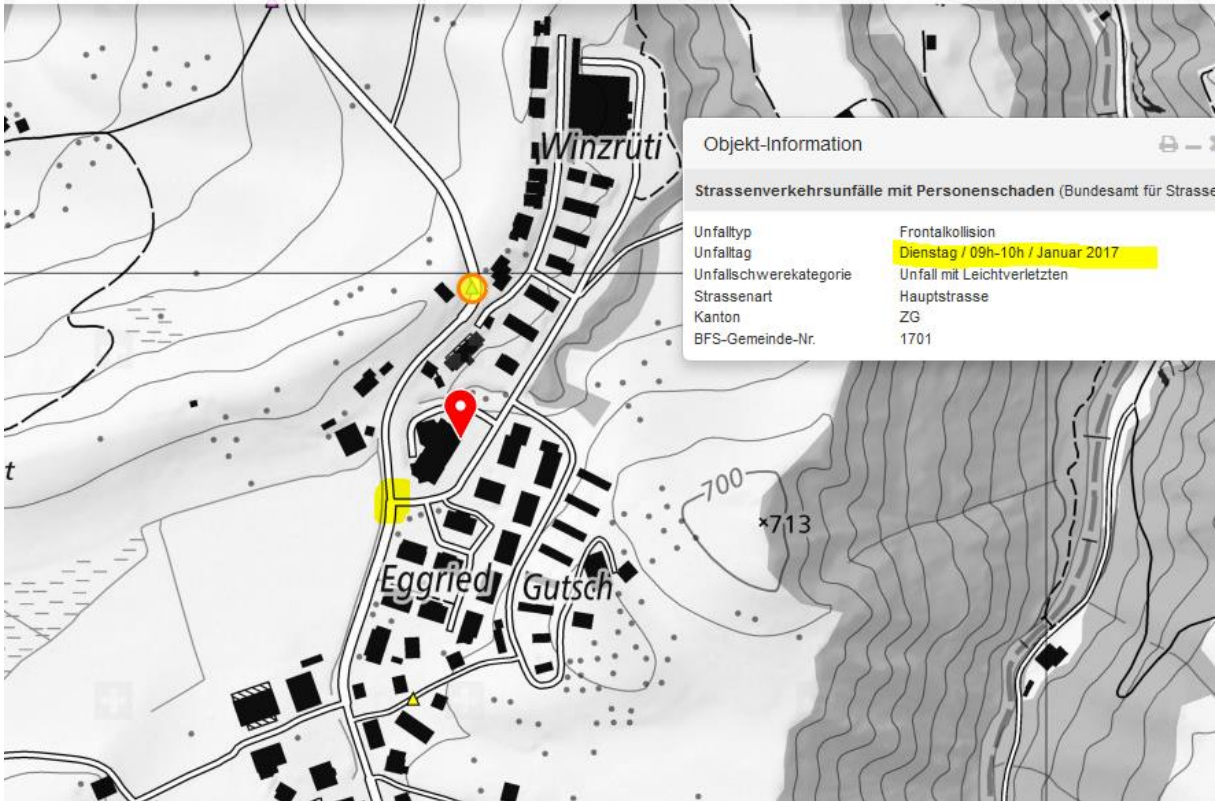 Winzrüti
Objekt-Information
Strassenverkehrsunfälle mit Personenschaden (Bundesamt für Strasse
Unfalltyp Frontalkollision
Unfalltag Dienstag / 09h-10h / Januar 2017
Unfallschwerekategorie Unfall mit Leichtverletzten
Strassenart Hauptstrasse
Kanton ZG
BFS-Gemeinde-Nr. 1701
t
700
713
Eggried
Gutsch